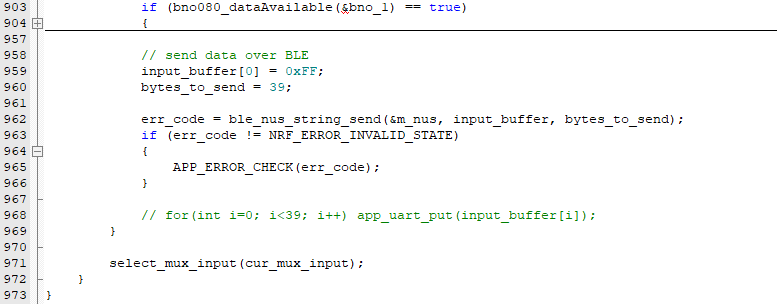 903 if (bno080_dataAvailable(&bno_1) == true)
904 {
957
958 // send data over BLE
959 input_buffer[0] = 0xFF;
960 bytes_to_send = 39;
961
962 err_code = ble_nus_string_send(&m_nus, input_buffer, bytes_to_send);
963 if (err_code != NRF_ERROR_INVALID_STATE)
964 {
965 APP_ERROR_CHECK(err_code);
966 }
967
968 // for(int i=0; i<39; i++) app_uart_put(input_buffer[i]);
969 }
970
971 select_mux_input(cur_mux_input);
972 }
973 }